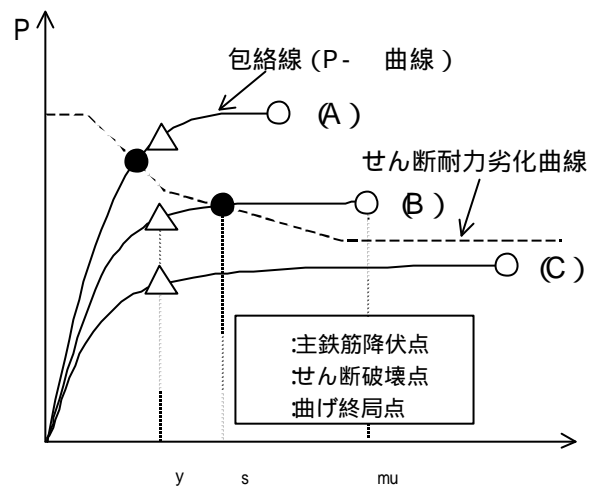 P
包絡線(P- 曲線)
(A)
せん断耐力劣化曲線
(B)
(C)
:主鉄筋降伏点
:せん断破壊点
:曲げ終局点
y s mu